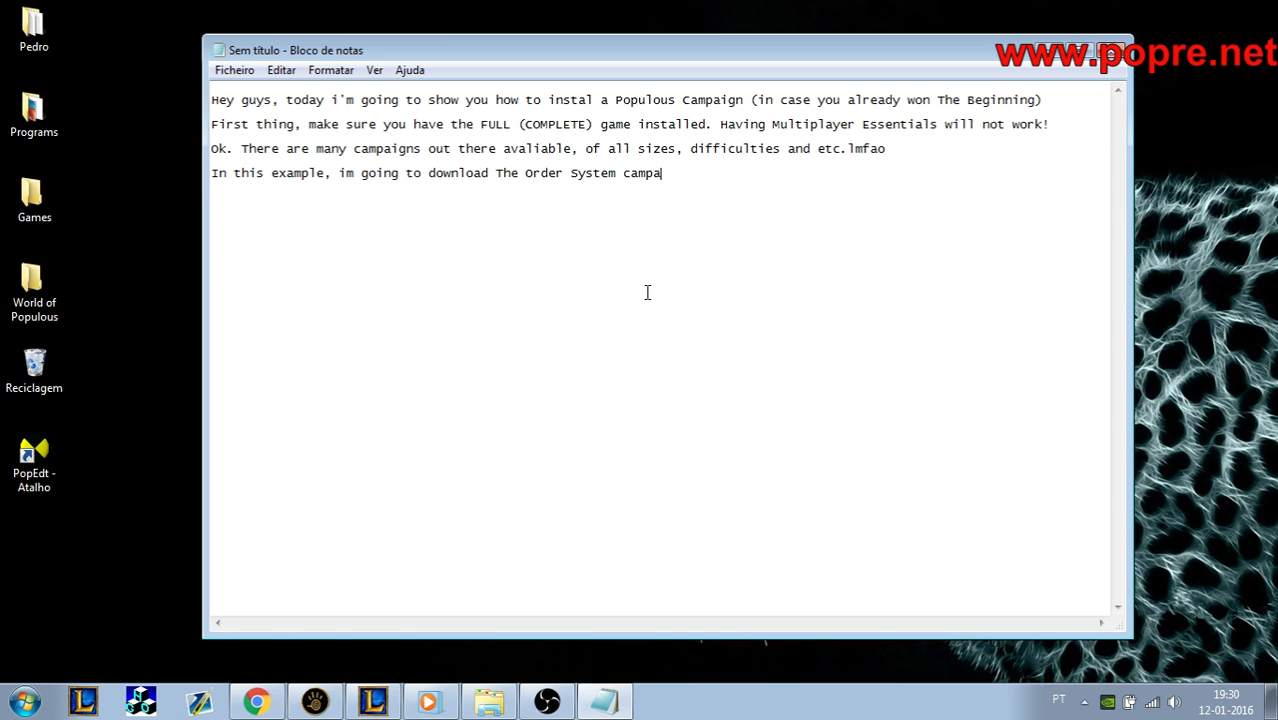 Pedro
Programs
Games
World of
Populous
Reciclagem
PopEdt -
Atalho
www.popre.net
Sem título - Bloco de notas
Ficheiro Editar Formatar Ver Ajuda
Hey guys, today i'm going to show you how to instal a Populous Campaign (in case you already won The Beginning)
First thing, make sure you have the FULL (COMPLETE) game installed. Having Multiplayer Essentials will not work!
Ok. There are many campaigns out there avaliable, of all sizes, difficulties and etc.lmfao
In this example, im going to download The Order System campa
PT
19:30
12-01-2016